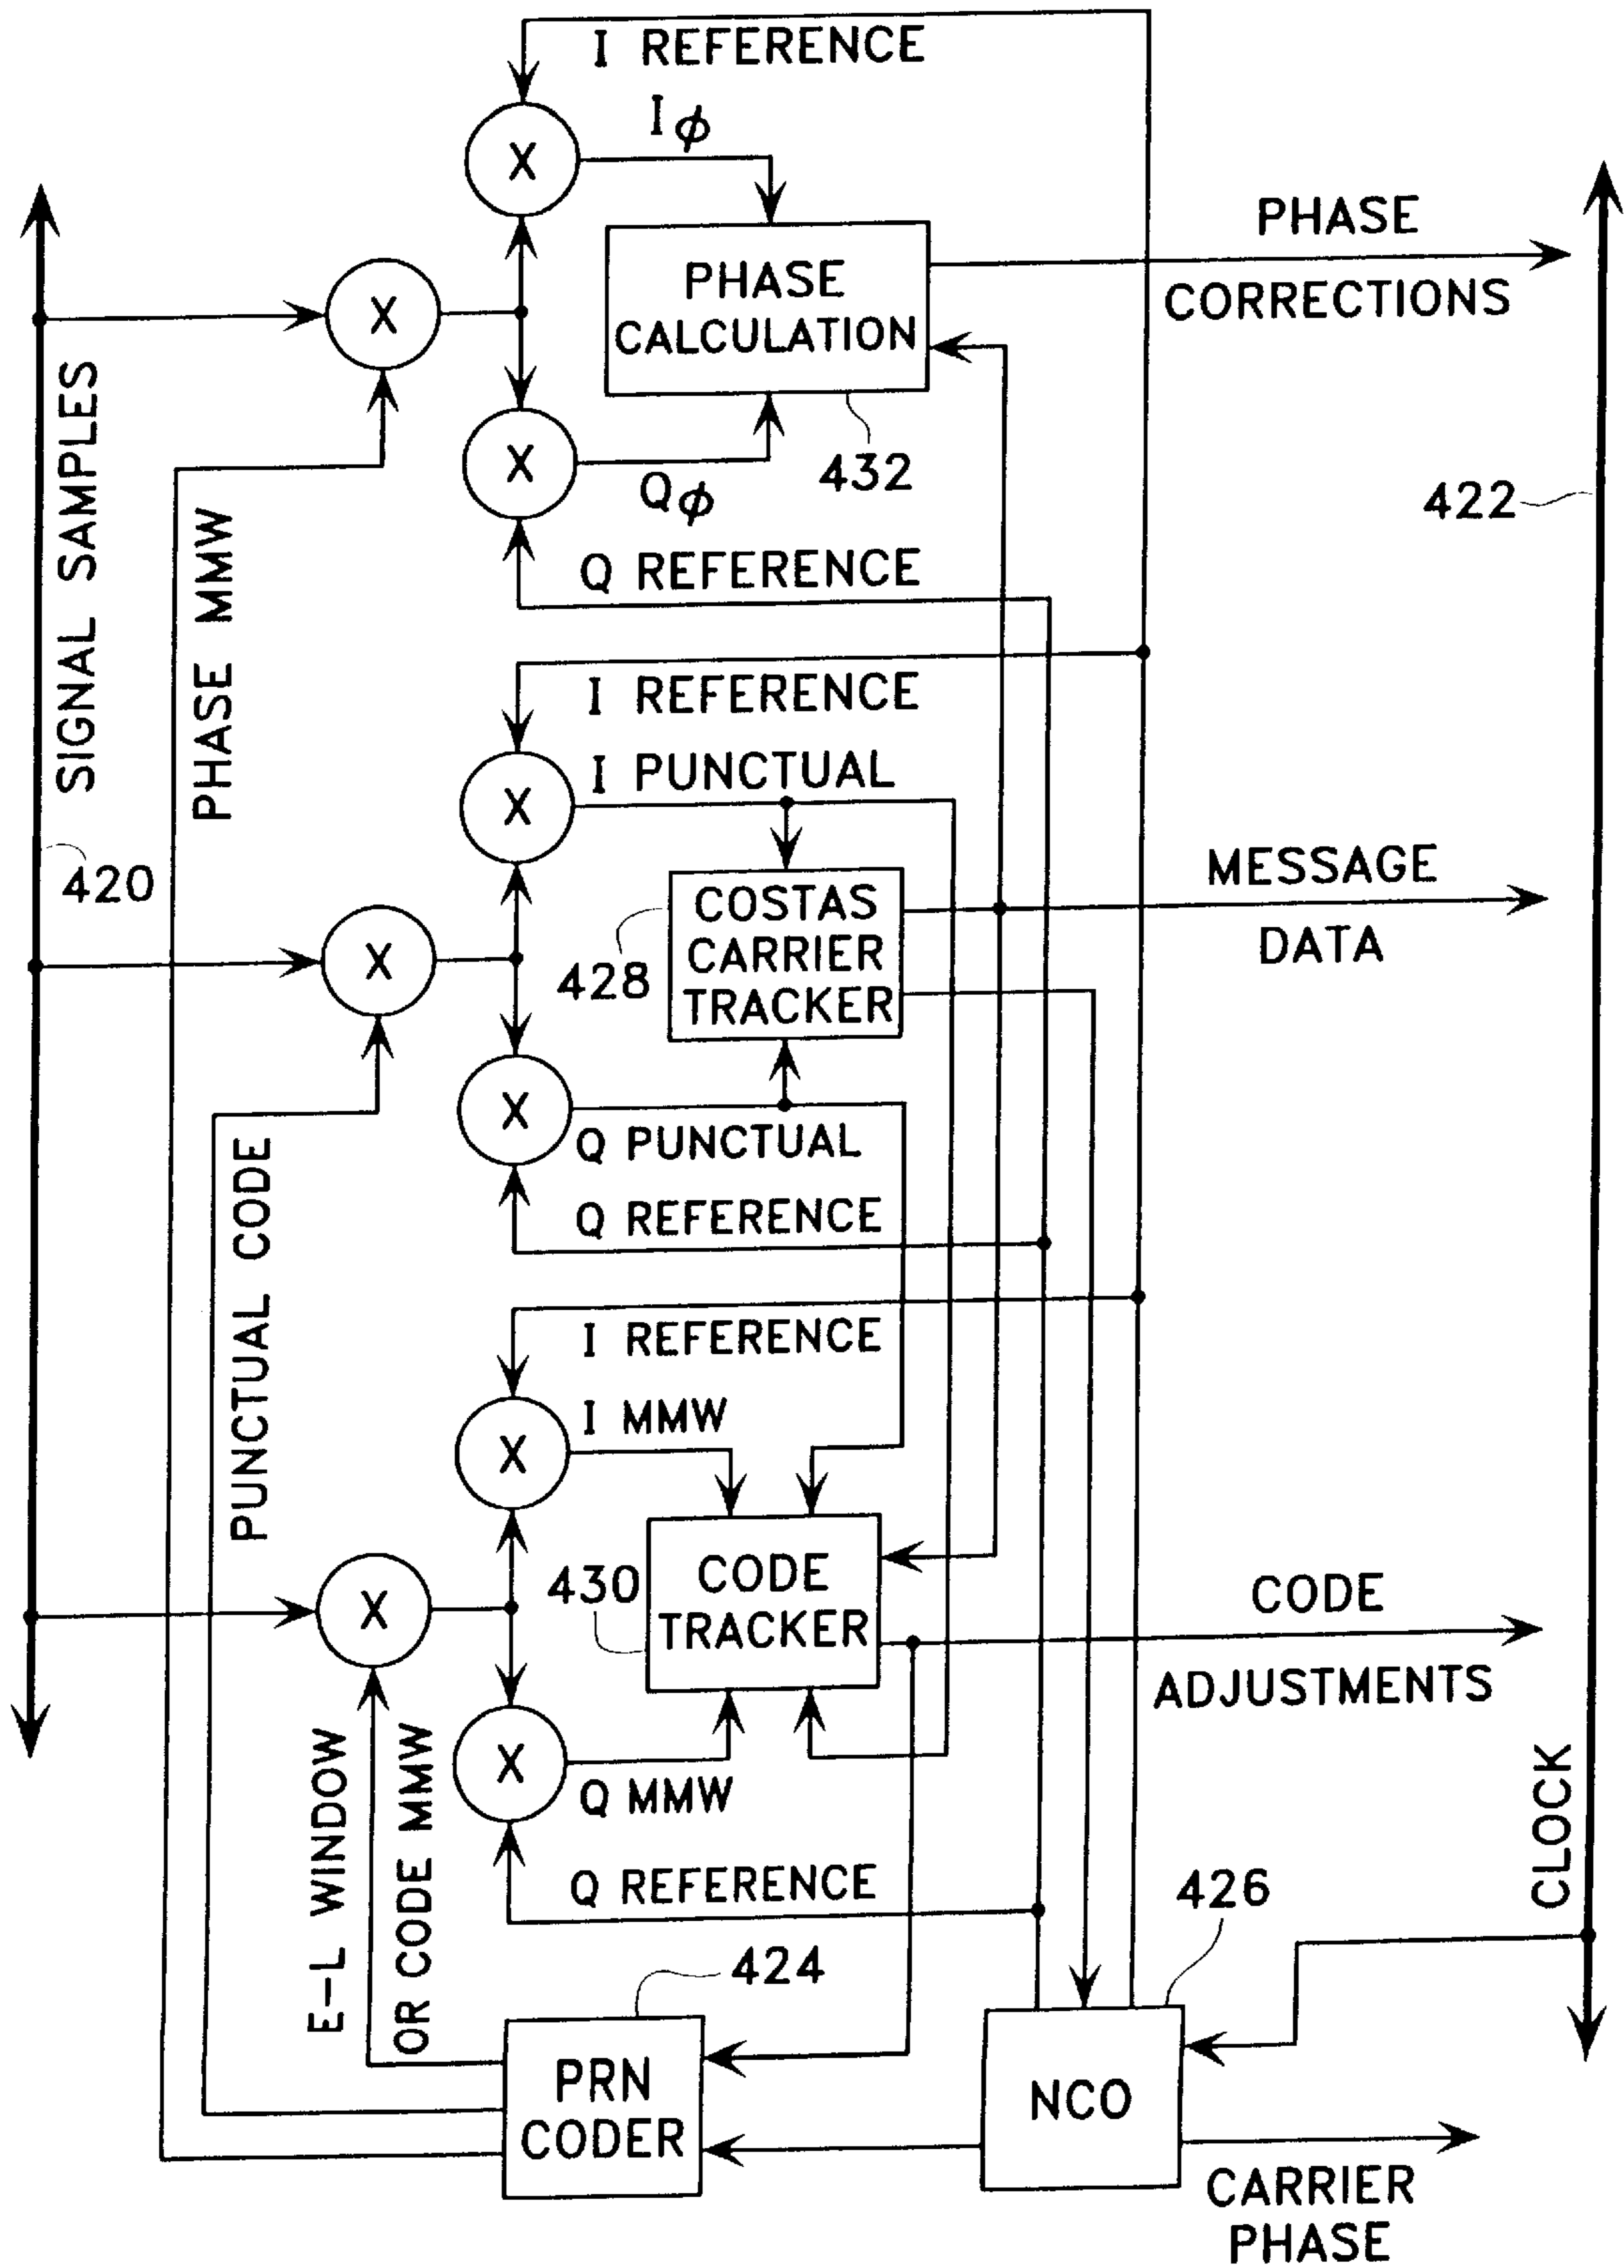 I REFERENCE
Iϕ
X
PHASE
CALCULATION
PHASE
CORRECTIONS
X
X
432
Qϕ
Q REFERENCE
SIGNAL SAMPLES
PHASE MMW
422
I REFERENCE
I PUNCTUAL
X
420
COSTAS
CARRIER
TRACKER
428
MESSAGE
DATA
X
X
Q PUNCTUAL
Q REFERENCE
PUNCTUAL CODE
I REFERENCE
I MMW
X
430
CODE
TRACKER
CODE
ADJUSTMENTS
X
X
Q MMW
E-L WINDOW
OR CODE MMW
Q REFERENCE
CLOCK
426
424
PRN
CODER
NCO
CARRIER
PHASE